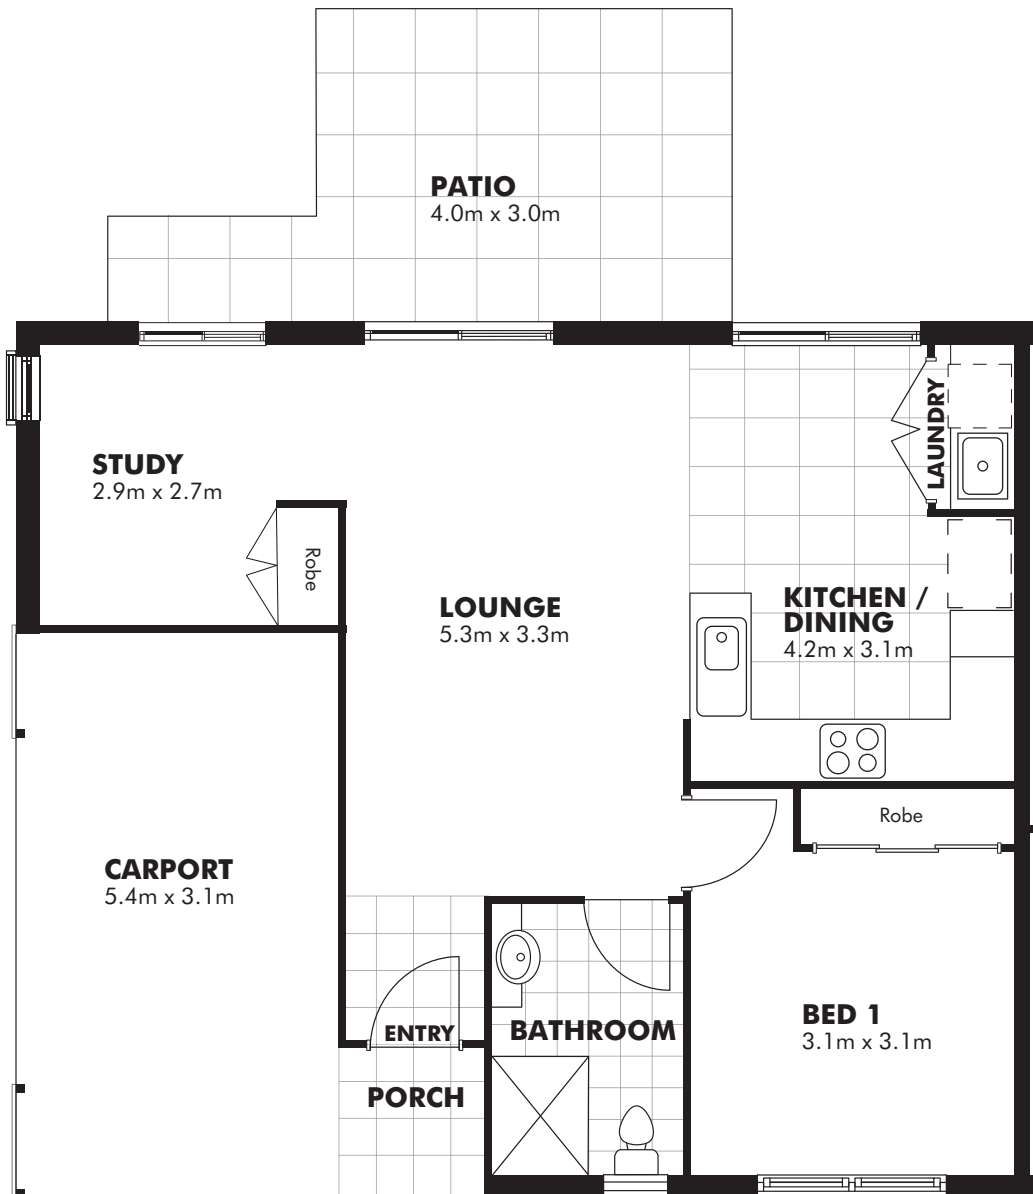 PATIO
4.0m x 3.0m
LAUNDRY
STUDY
2.9m x 2.7m
Robe
LOUNGE
5.3m x 3.3m
KITCHEN /
DINING
4.2m x 3.1m
Robe
CARPORT
5.4m x 3.1m
ENTRY
BATHROOM
BED 1
3.1m x 3.1m
PORCH